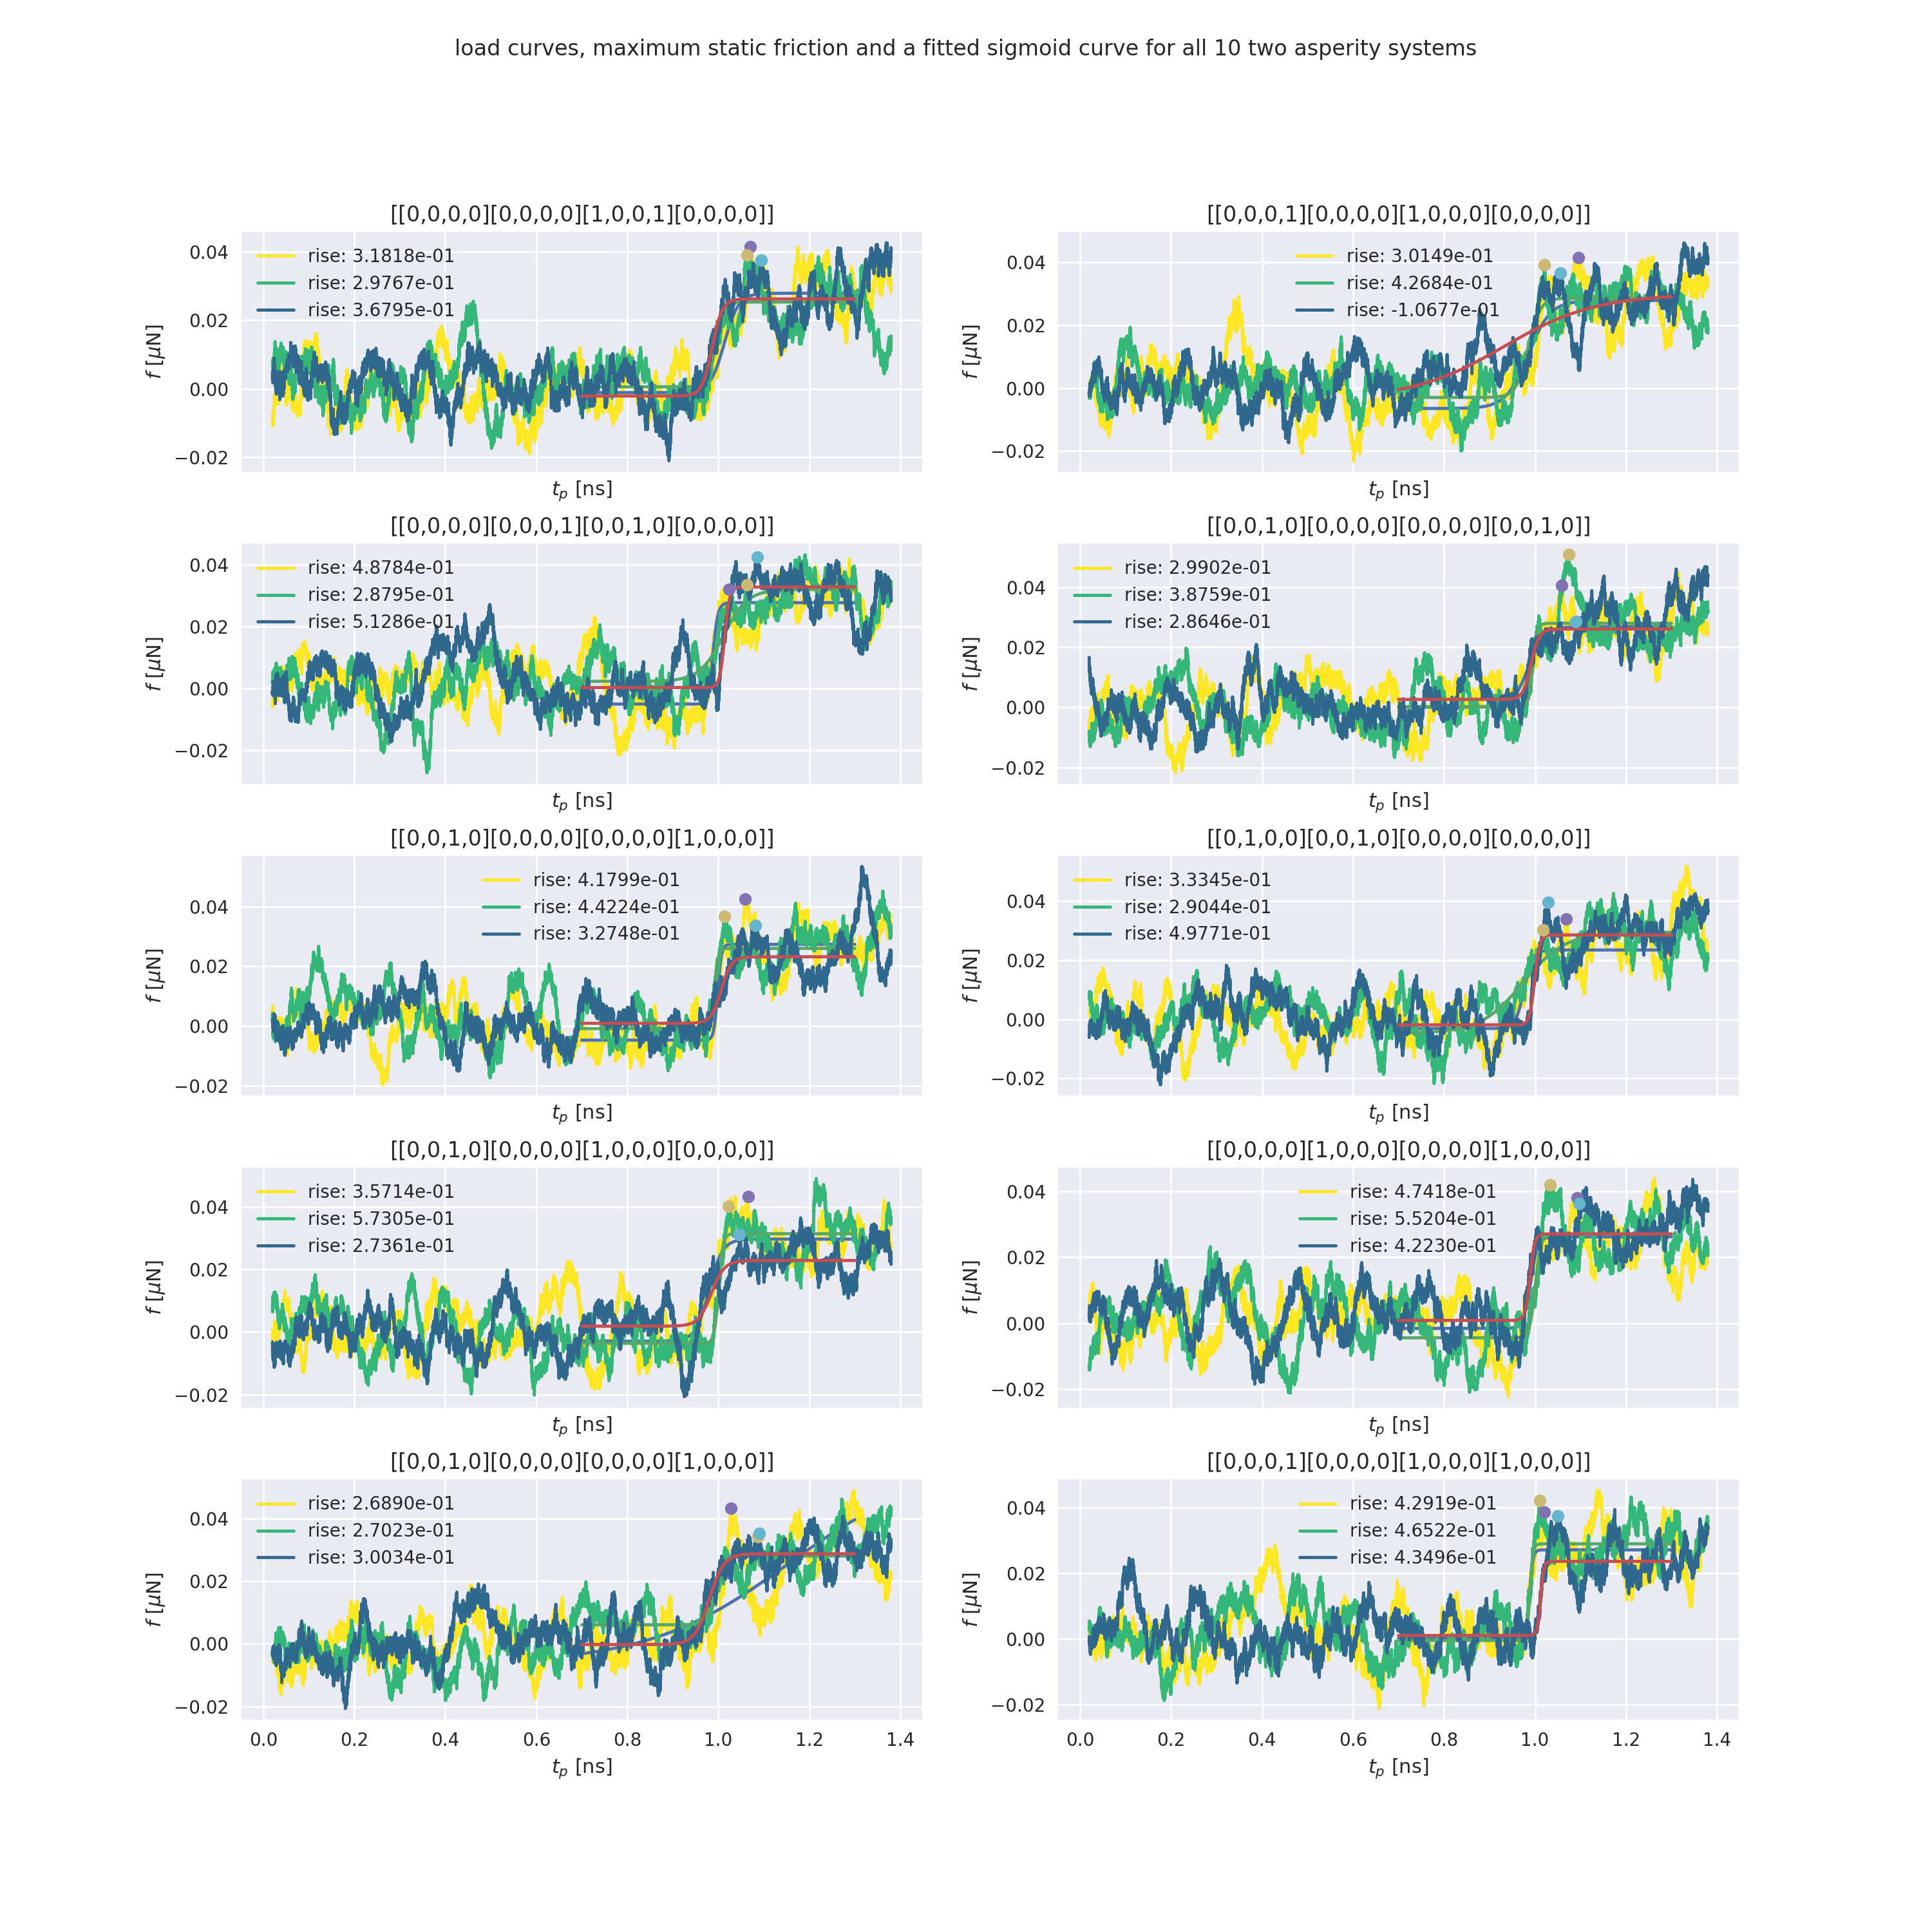 load curves, maximum static friction and a fitted sigmoid curve for all 10 two asperity systems
[[0,0,0,0][0,0,0,0][1,0,0,1][0,0,0,0]]
0.04
0.02
0.00
−0.02
f [μN]
rise: 3.1818e-01
rise: 2.9767e-01
rise: 3.6795e-01
t_p [ns]
[[0,0,0,1][0,0,0,0][1,0,0,0][0,0,0,0]]
0.04
0.02
0.00
−0.02
f [μN]
rise: 3.0149e-01
rise: 4.2684e-01
rise: -1.0677e-01
t_p [ns]
[[0,0,0,0][0,0,0,1][0,0,1,0][0,0,0,0]]
0.04
0.02
0.00
−0.02
f [μN]
rise: 4.8784e-01
rise: 2.8795e-01
rise: 5.1286e-01
t_p [ns]
[[0,0,1,0][0,0,0,0][0,0,0,0][0,0,1,0]]
0.04
0.02
0.00
−0.02
f [μN]
rise: 2.9902e-01
rise: 3.8759e-01
rise: 2.8646e-01
t_p [ns]
[[0,0,1,0][0,0,0,0][0,0,0,0][1,0,0,0]]
0.04
0.02
0.00
−0.02
f [μN]
rise: 4.1799e-01
rise: 4.4224e-01
rise: 3.2748e-01
t_p [ns]
[[0,1,0,0][0,0,1,0][0,0,0,0][0,0,0,0]]
0.04
0.02
0.00
−0.02
f [μN]
rise: 3.3345e-01
rise: 2.9044e-01
rise: 4.9771e-01
t_p [ns]
[[0,0,1,0][0,0,0,0][1,0,0,0][0,0,0,0]]
0.04
0.02
0.00
−0.02
f [μN]
rise: 3.5714e-01
rise: 5.7305e-01
rise: 2.7361e-01
t_p [ns]
[[0,0,0,0][1,0,0,0][0,0,0,0][1,0,0,0]]
0.04
0.02
0.00
−0.02
f [μN]
rise: 4.7418e-01
rise: 5.5204e-01
rise: 4.2230e-01
t_p [ns]
[[0,0,1,0][0,0,0,0][0,0,0,0][1,0,0,0]]
0.04
0.02
0.00
−0.02
f [μN]
rise: 2.6890e-01
rise: 2.7023e-01
rise: 3.0034e-01
0.0 0.2 0.4 0.6 0.8 1.0 1.2 1.4
t_p [ns]
[[0,0,0,1][0,0,0,0][1,0,0,0][1,0,0,0]]
0.04
0.02
0.00
−0.02
f [μN]
rise: 4.2919e-01
rise: 4.6522e-01
rise: 4.3496e-01
0.0 0.2 0.4 0.6 0.8 1.0 1.2 1.4
t_p [ns]